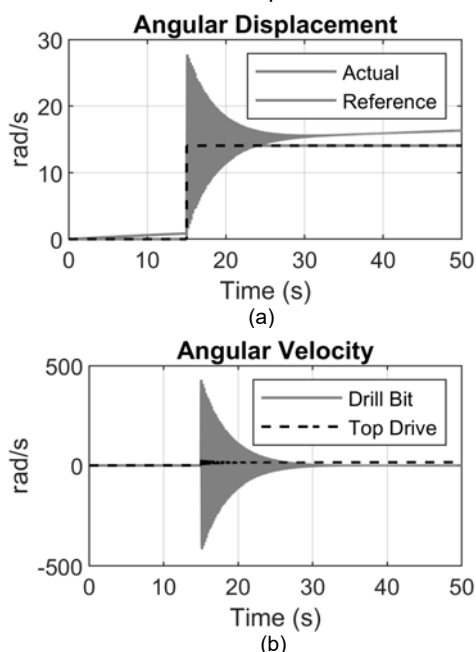 Angular Displacement
30
20
10
0
rad/s
Actual
Reference
0 10 20 30 40 50
Time (s)
(a)
Angular Velocity
500
0
-500
rad/s
Drill Bit
Top Drive
0 10 20 30 40 50
Time (s)
(b)